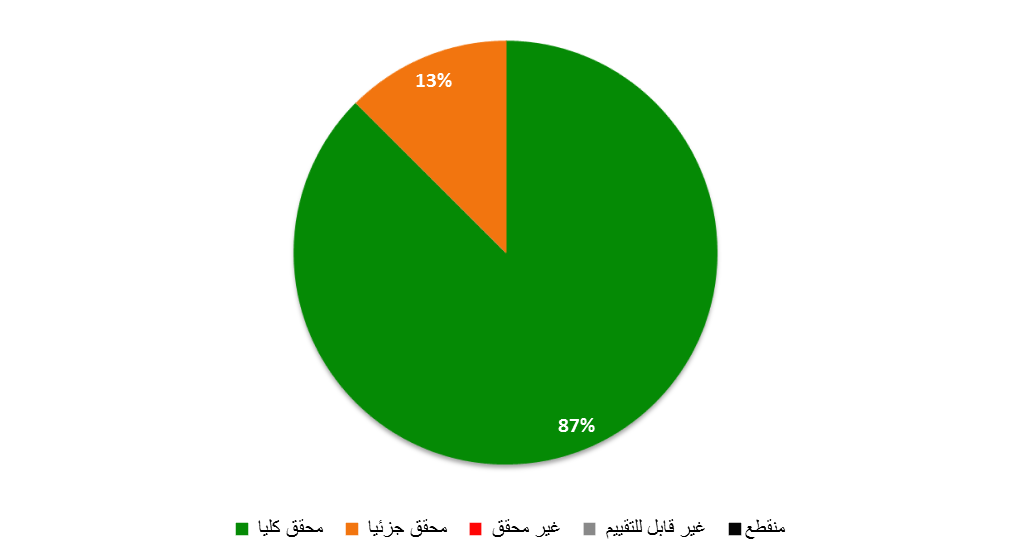 13%
87%
محقق كليا
محقق جزئيا
غير محقق
غير قابل للتقييم
منقطع